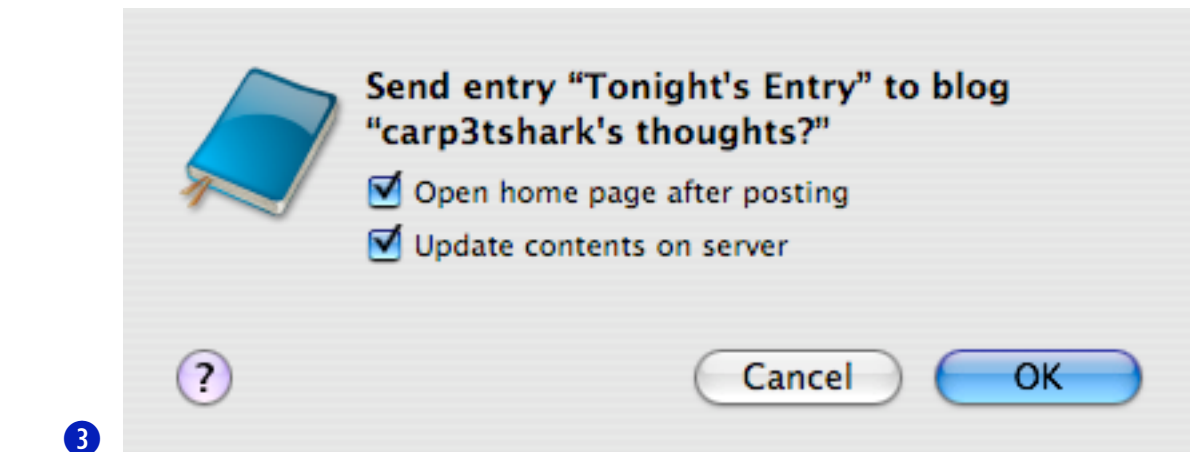 Send entry “Tonight's Entry” to blog
“carp3tshark's thoughts?”
Open home page after posting
Update contents on server
?
Cancel
OK
3